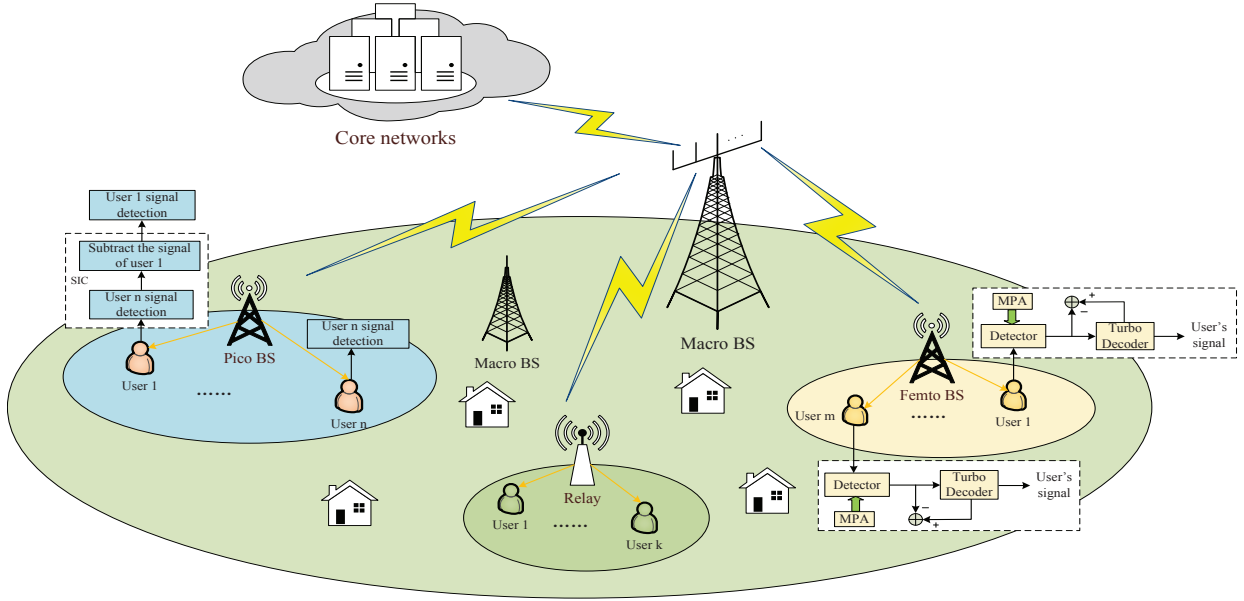 Core networks
. . .
User 1 signal
detection
Subtract the signal
of user 1
SIC
User n signal
detection
User n signal
detection
Pico BS
User 1
......
User n
Macro BS
Macro BS
MPA
Detector
+
−
Turbo
Decoder
User's
signal
Femto BS
User m
......
User 1
Detector
MPA
−
+
Turbo
Decoder
User's
signal
Relay
User 1
......
User k